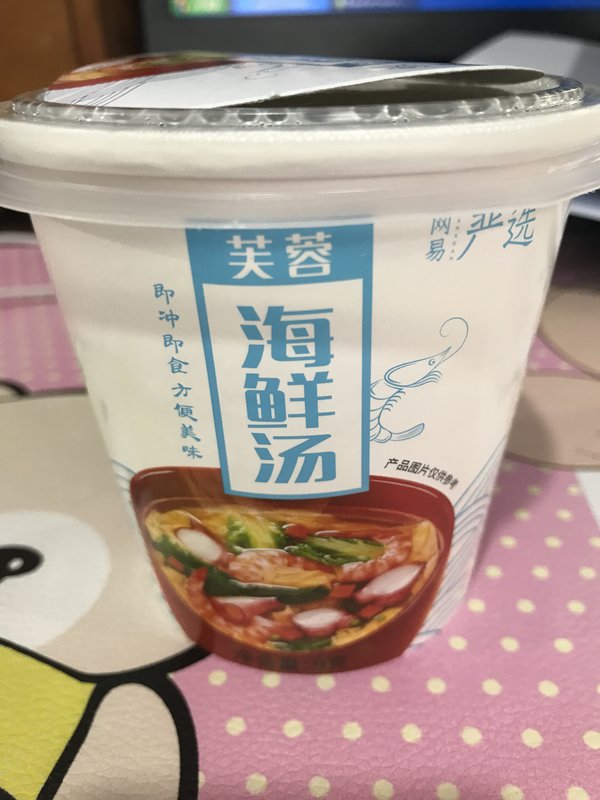 网易
严选
芙蓉
海鲜汤
即冲即食 方便美味
产品图片仅供参考